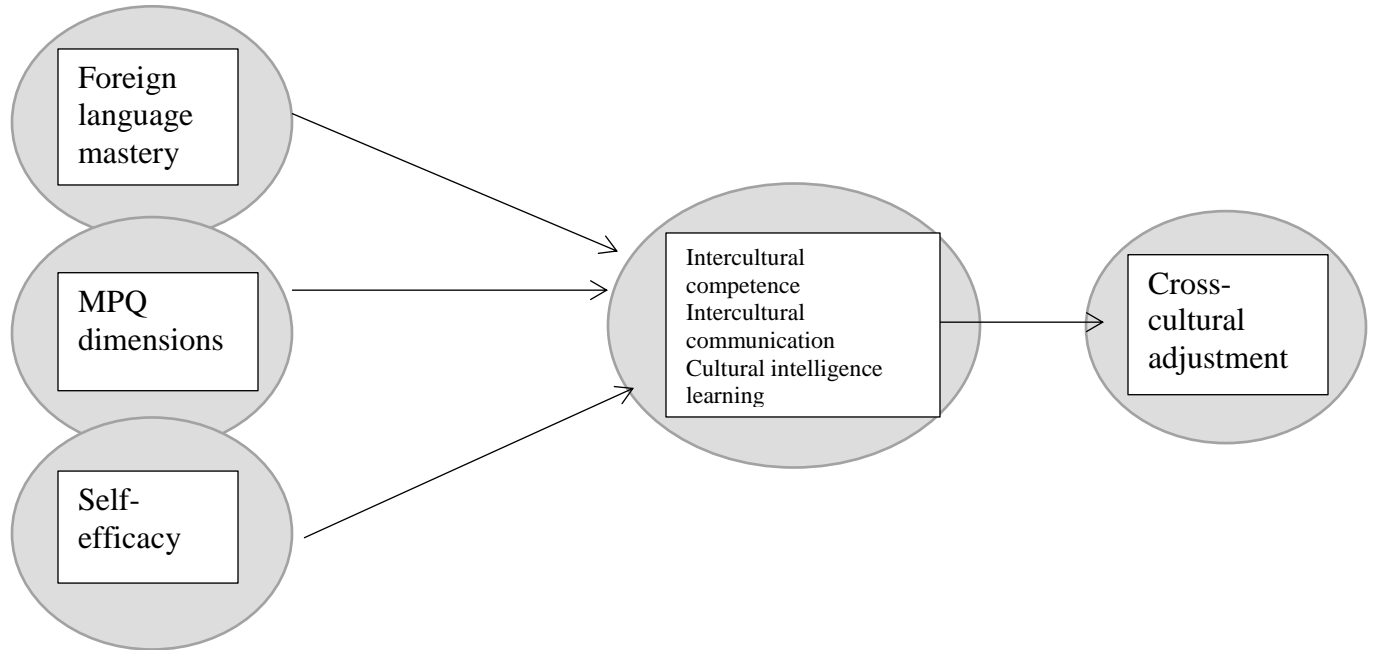 Foreign
language
mastery
MPQ
dimensions
Self-
efficacy
Intercultural
competence
Intercultural
communication
Cultural intelligence
learning
Cross-
cultural
adjustment